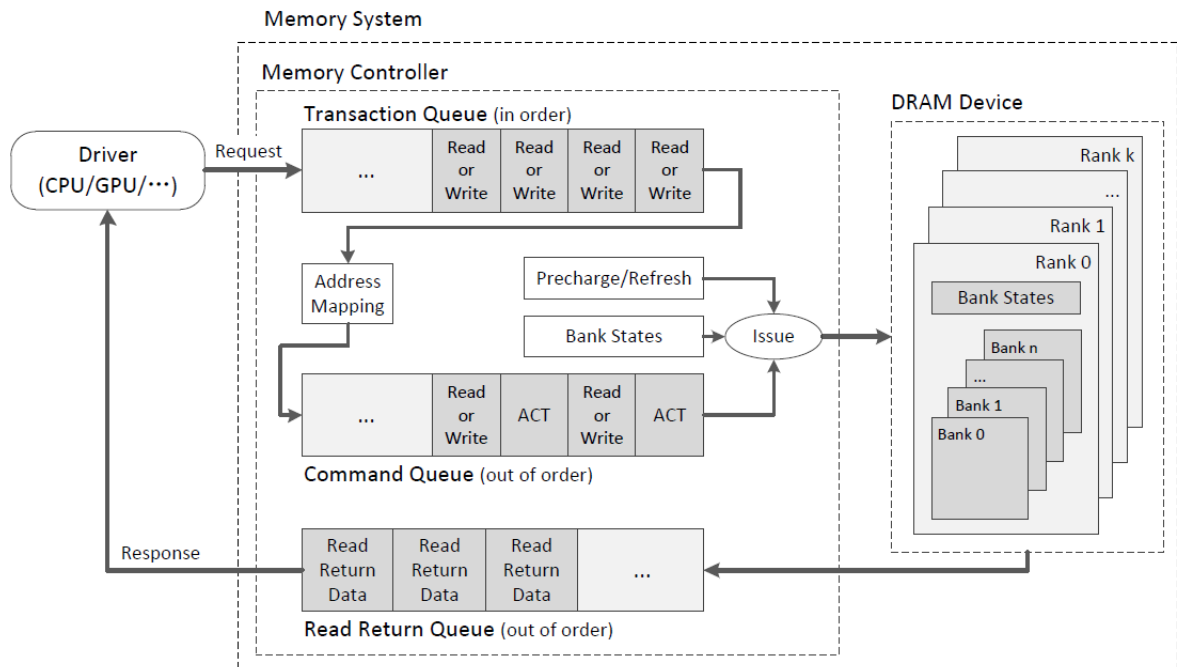 Memory System
Memory Controller
Transaction Queue (in order)
DRAM Device
Driver
(CPU/GPU/⋯)
Request
...
Read
or
Write
Read
or
Write
Read
or
Write
Read
or
Write
Rank k
...
Rank 1
Rank 0
Address
Mapping
Precharge/Refresh
Bank States
Issue
Bank States
Bank n
...
Bank 1
Bank 0
...
Read
or
Write
ACT
Read
or
Write
ACT
Command Queue (out of order)
Response
Read
Return
Data
Read
Return
Data
Read
Return
Data
...
Read Return Queue (out of order)